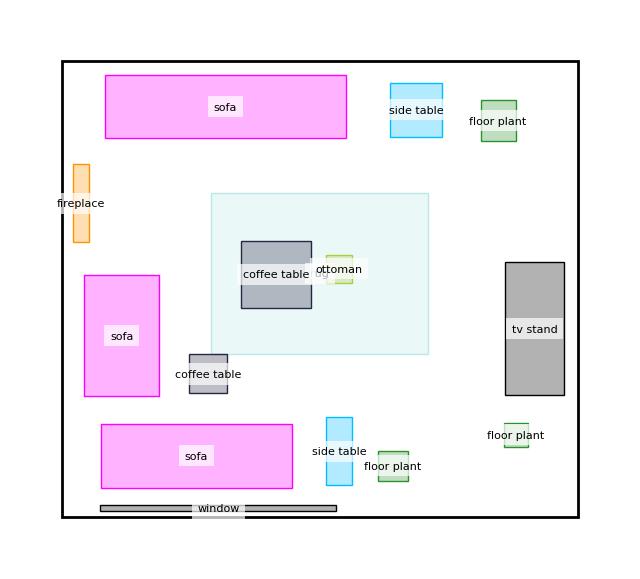 sofa
side table
floor plant
fireplace
coffee table
ottoman
sofa
tv stand
coffee table
floor plant
sofa
side table
floor plant
window